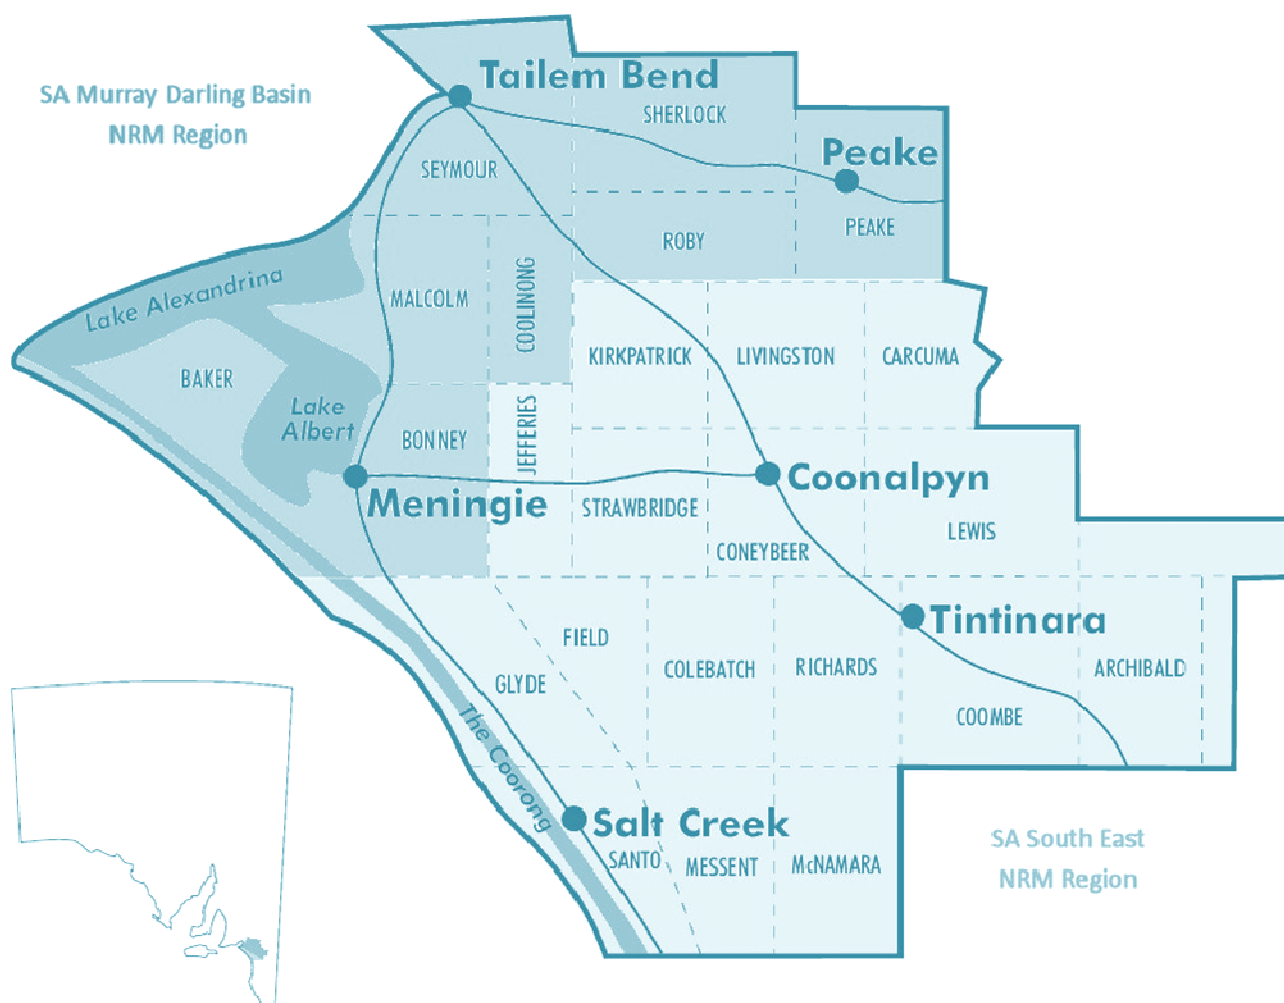 Tailem Bend
SA Murray Darling Basin
NRM Region
SHERLOCK
Peake
SEYMOUR
PEAKE
ROBY
Lake Alexandrina
MALCOLM
COOLINONG
KIRKPATRICK
LIVINGSTON
CARCUMA
BAKER
Lake
Albert
BONNEY
JEFFERIES
Coonalpyn
Meningie
STRAWBRIDGE
LEWIS
CONEYBEER
Tintinara
FIELD
COLEBATCH
RICHARDS
ARCHIBALD
GLYDE
COOMBE
The Coorong
Salt Creek
SANTO
MESSENT
McNAMARA
SA South East
NRM Region